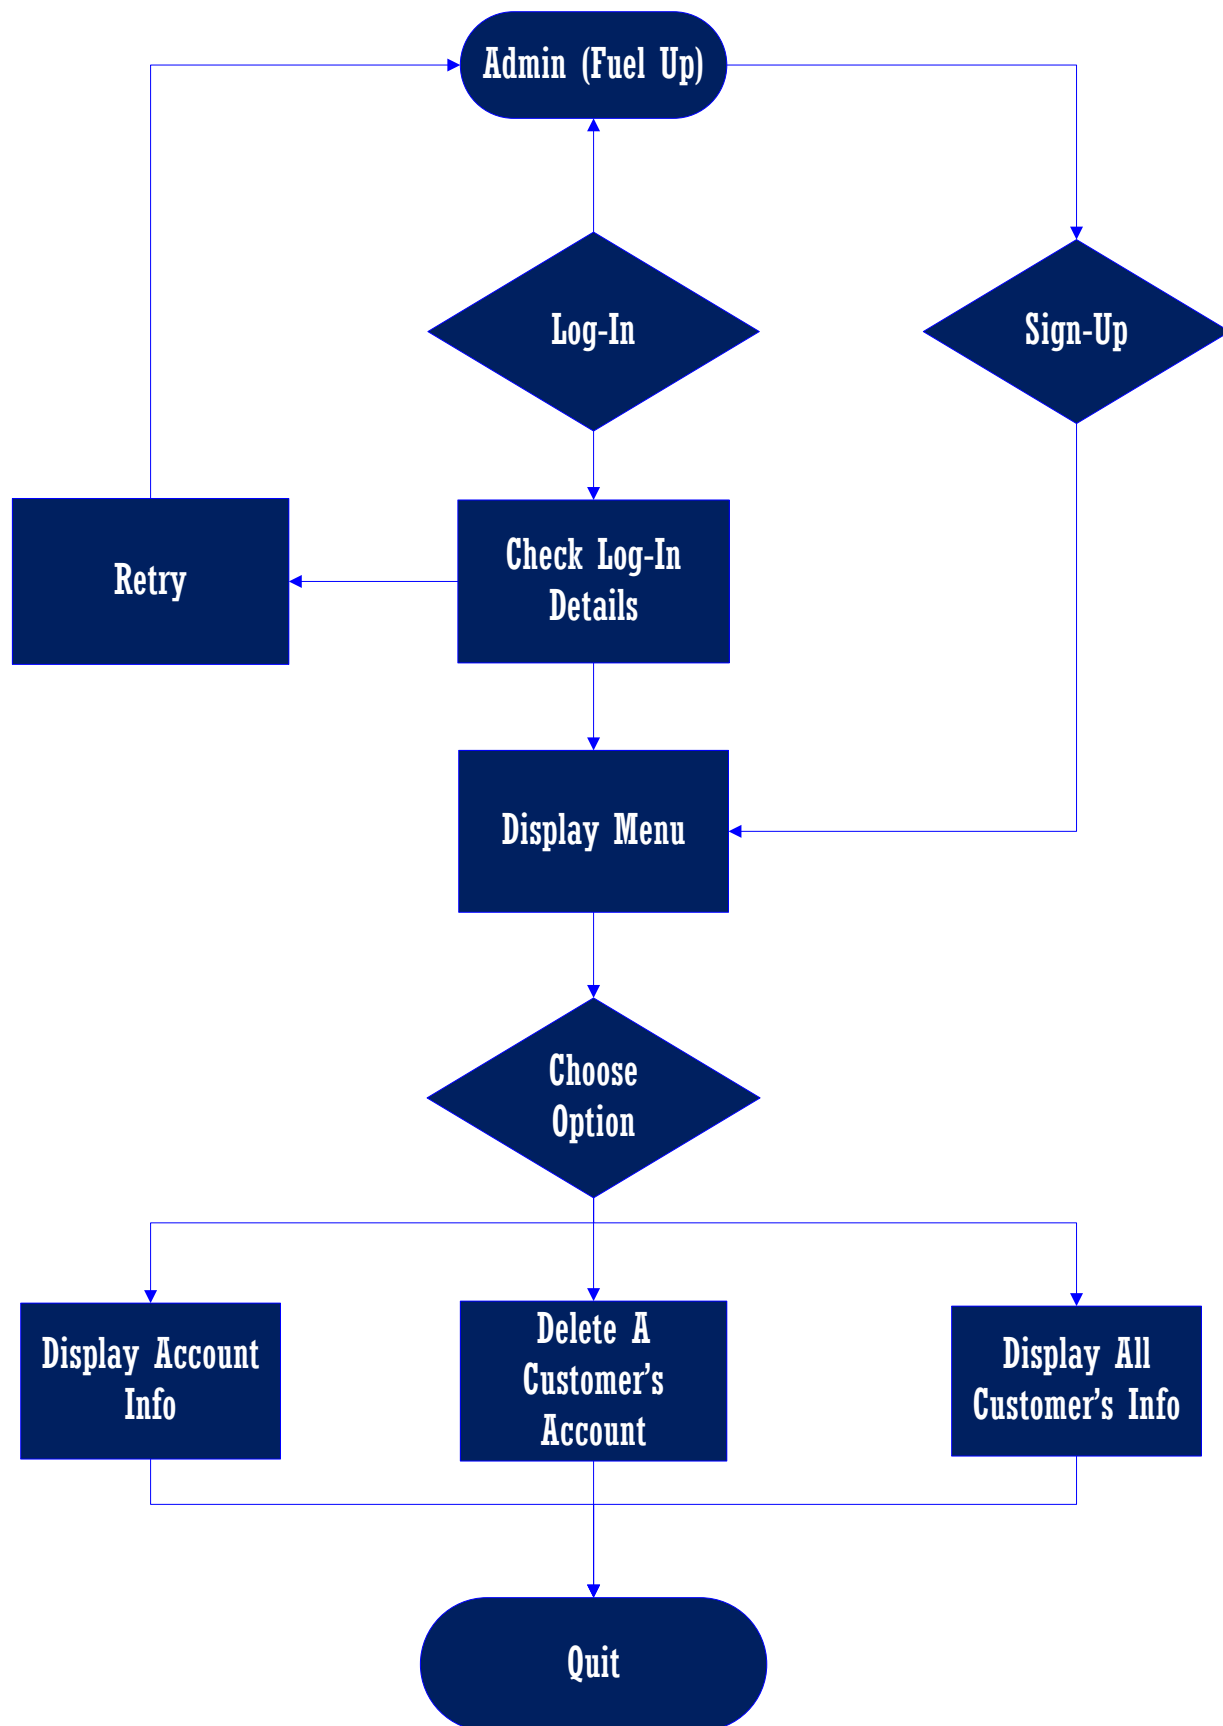 Admin (Fuel Up)
Log-In
Sign-Up
Retry
Check Log-In
Details
Display Menu
Choose
Option
Display Account
Info
Delete A
Customer’s
Account
Display All
Customer’s Info
Quit